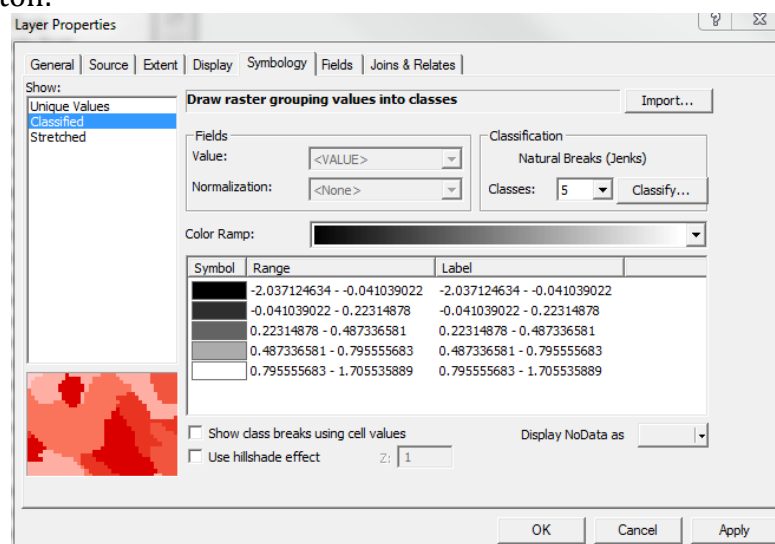 Layer Properties
General Source Extent Display Symbology Fields Joins & Relates
Show:
Unique Values
Classified
Stretched
Draw raster grouping values into classes
Import...
Fields
Value: <VALUE>
Normalization: <None>
Classification
Natural Breaks (Jenks)
Classes: 5 Classify...
Color Ramp:
Symbol Range Label
-2.037124634 - -0.041039022 -2.037124634 - -0.041039022
-0.041039022 - 0.22314878 -0.041039022 - 0.22314878
0.22314878 - 0.487336581 0.22314878 - 0.487336581
0.487336581 - 0.795555683 0.487336581 - 0.795555683
0.795555683 - 1.705535889 0.795555683 - 1.705535889
Show class breaks using cell values Display NoData as
Use hillshade effect Z: 1
OK Cancel Apply